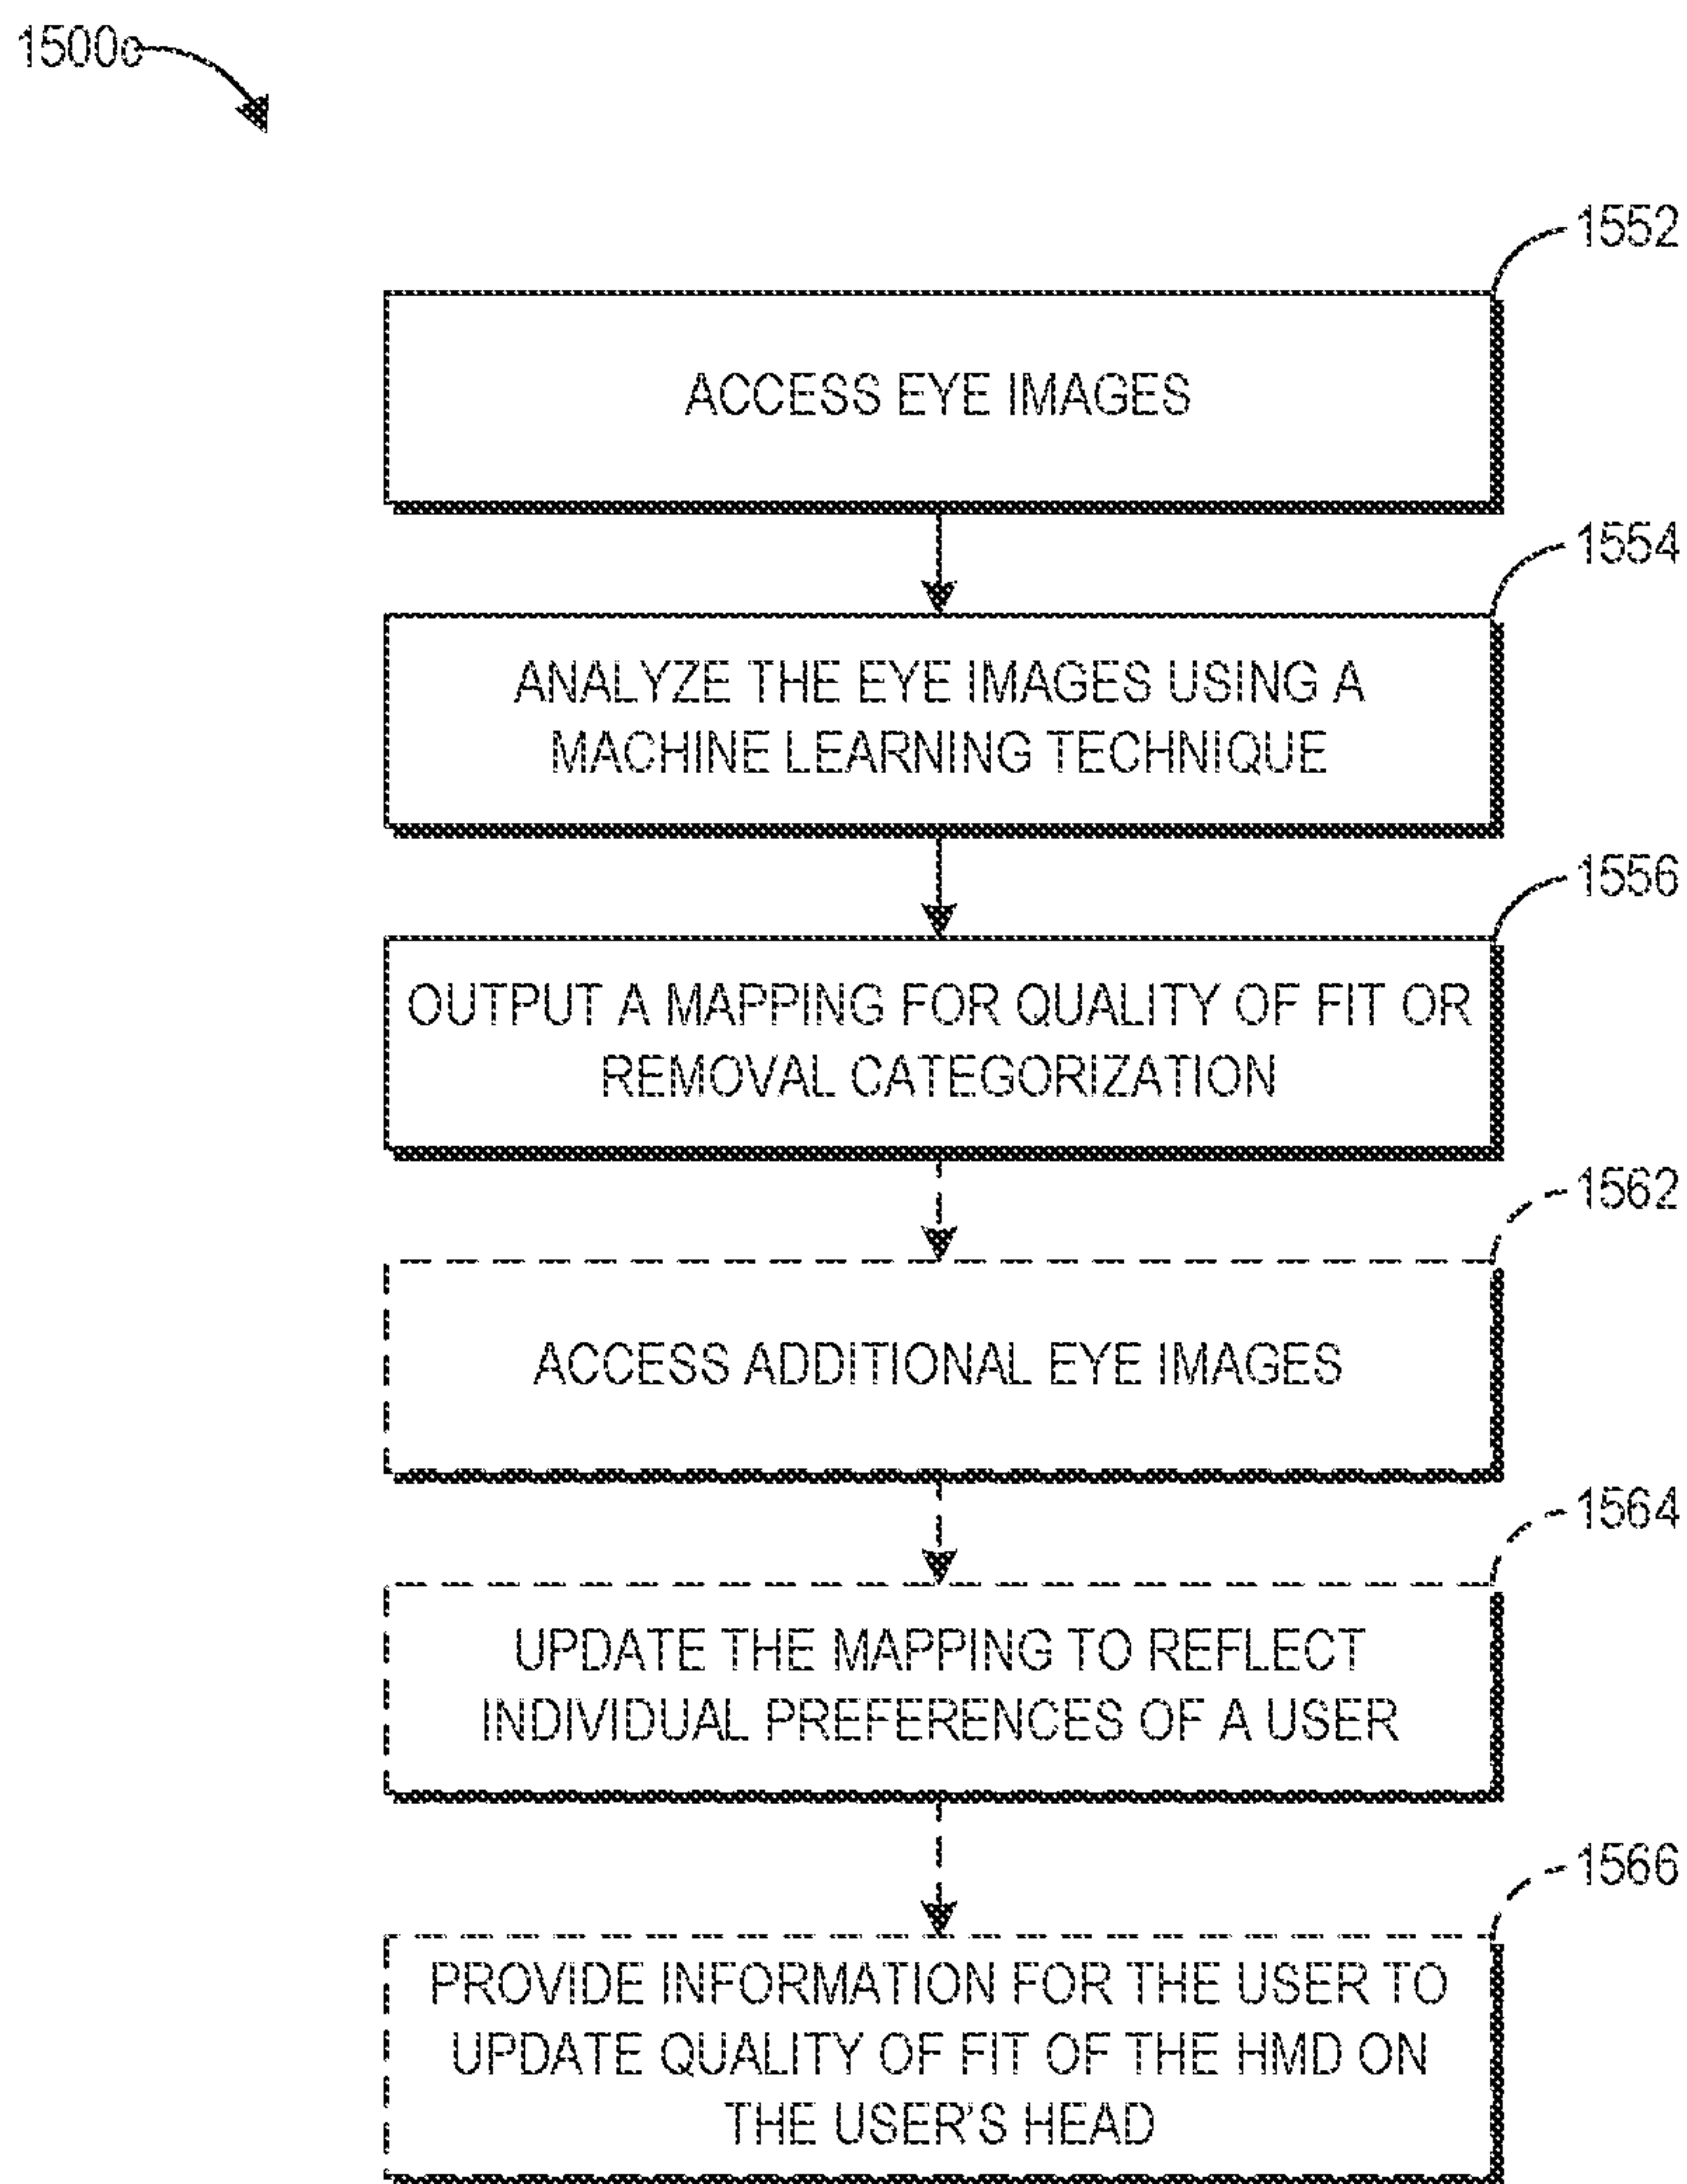 1500c
1552
ACCESS EYE IMAGES
1554
ANALYZE THE EYE IMAGES USING A
MACHINE LEARNING TECHNIQUE
1556
OUTPUT A MAPPING FOR QUALITY OF FIT OR
REMOVAL CATEGORIZATION
1562
ACCESS ADDITIONAL EYE IMAGES
1564
UPDATE THE MAPPING TO REFLECT
INDIVIDUAL PREFERENCES OF A USER
1566
PROVIDE INFORMATION FOR THE USER TO
UPDATE QUALITY OF FIT OF THE HMD ON
THE USER'S HEAD